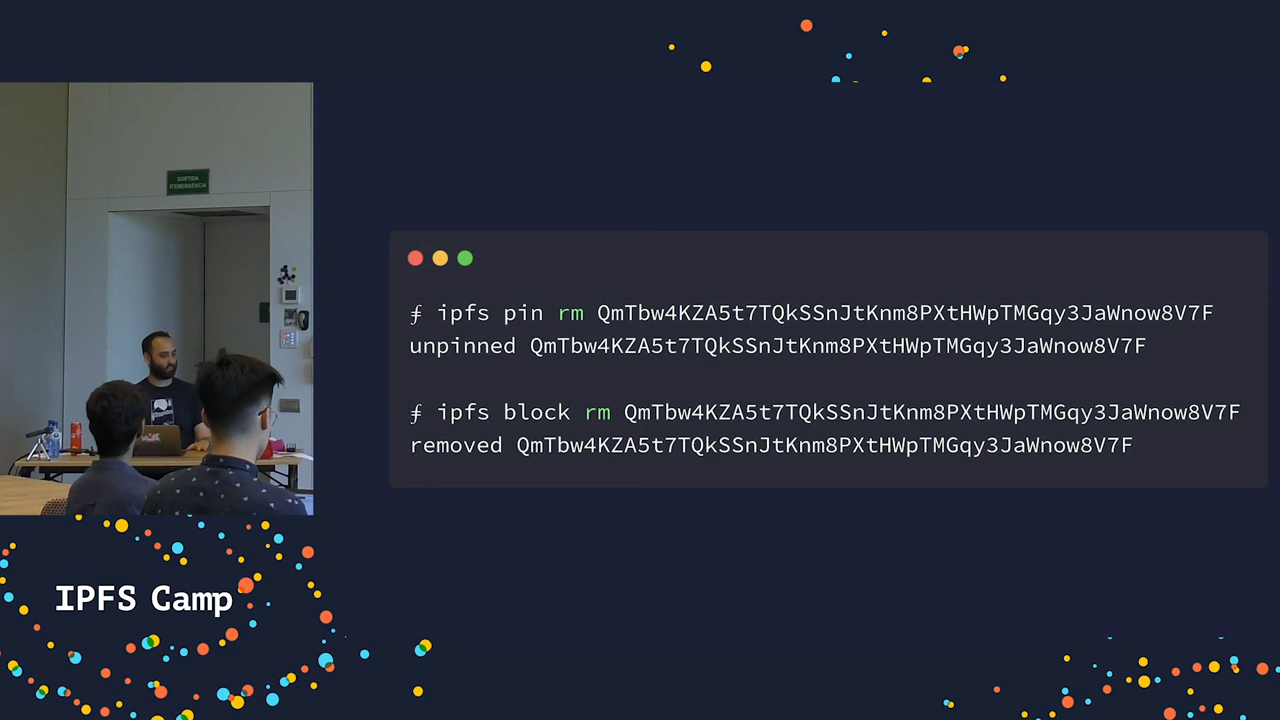 SORTIDA
D'EMERGÈNCIA
⨍ ipfs pin rm QmTbw4KZA5t7TQkSSnJtKnm8PXtHWpTMGqy3JaWnow8V7F
unpinned QmTbw4KZA5t7TQkSSnJtKnm8PXtHWpTMGqy3JaWnow8V7F
⨍ ipfs block rm QmTbw4KZA5t7TQkSSnJtKnm8PXtHWpTMGqy3JaWnow8V7F
removed QmTbw4KZA5t7TQkSSnJtKnm8PXtHWpTMGqy3JaWnow8V7F
IPFS Camp